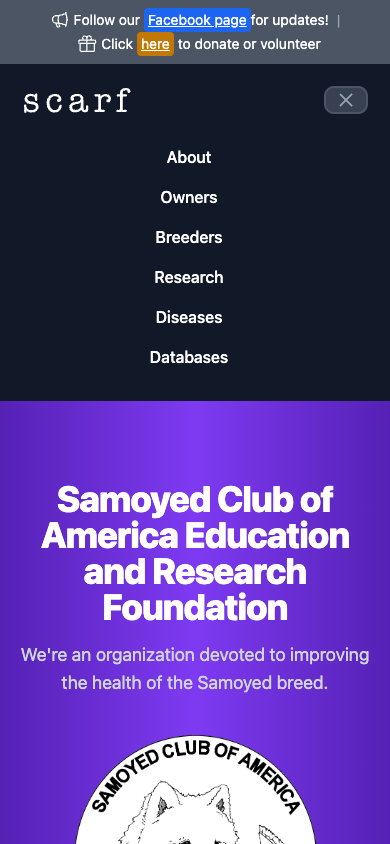 Follow our Facebook page for updates! |
Click here to donate or volunteer
scarf
About
Owners
Breeders
Research
Diseases
Databases
Samoyed Club of
America Education
and Research
Foundation
We're an organization devoted to improving
the health of the Samoyed breed.
SAMOYED CLUB OF AMERICA